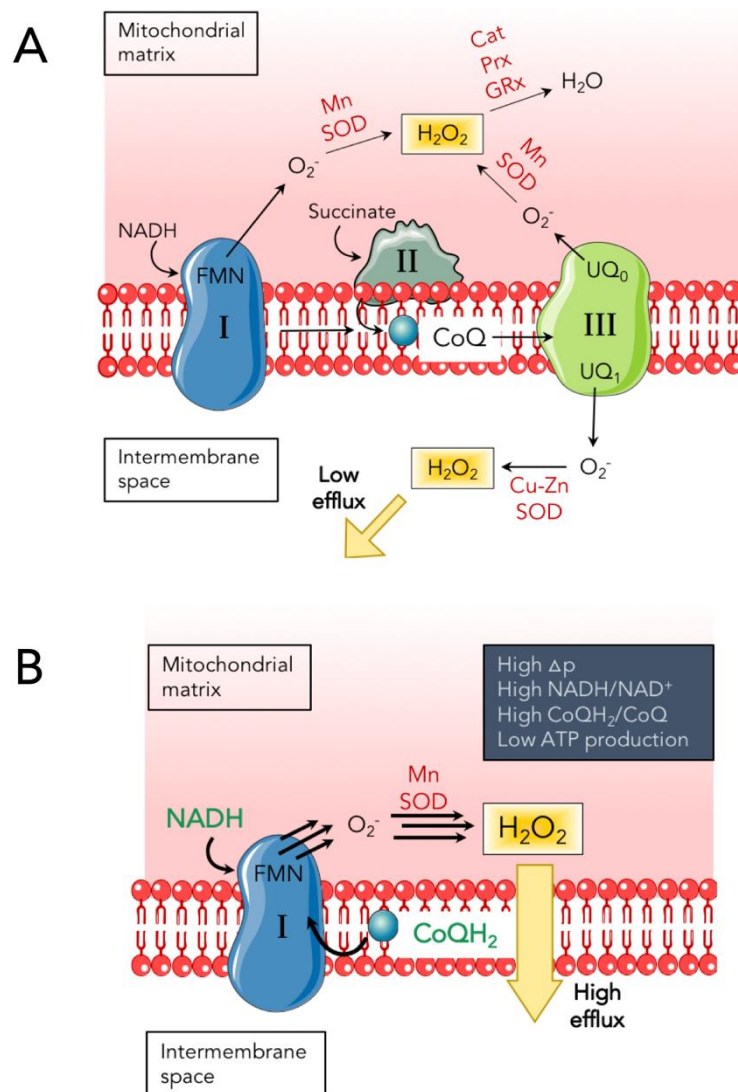 A
Mitochondrial
matrix
Cat
Prx
GRx
H₂O
Mn
SOD
H₂O₂
O₂⁻
Mn
SOD
O₂⁻
Succinate
NADH
FMN
II
UQ₀
I
CoQ
III
UQ₁
Intermembrane
space
Low
efflux
H₂O₂
O₂⁻
Cu-Zn
SOD
B
Mitochondrial
matrix
High Δp
High NADH/NAD⁺
High CoQH₂/CoQ
Low ATP production
Mn
SOD
NADH
O₂⁻
H₂O₂
FMN
I
CoQH₂
High
efflux
Intermembrane
space